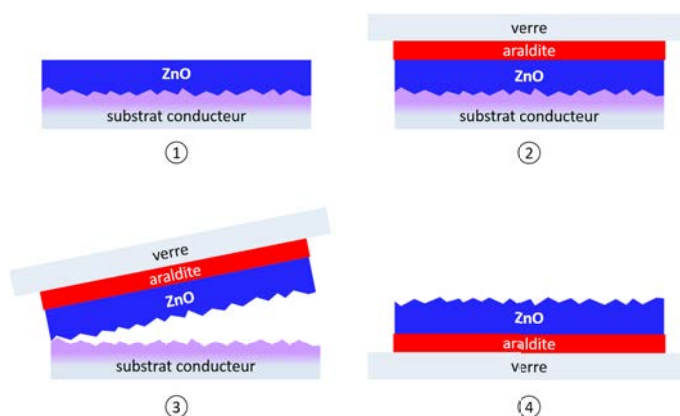 ZnO
substrat conducteur
①
verre
araldite
ZnO
substrat conducteur
②
verre
araldite
ZnO
substrat conducteur
③
ZnO
araldite
verre
④